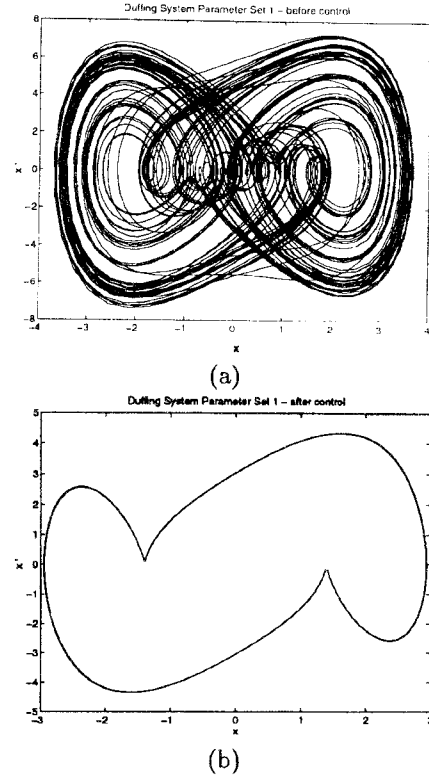 Duffing System Parameter Set 1 – before control
8
6
4
2
0
-2
-4
-6
-8
x'
-4 -3 -2 -1 0 1 2 3 4
x
(a)
Duffing System Parameter Set 1 – after control
5
4
3
2
1
0
-1
-2
-3
-4
-5
x'
-3 -2 -1 0 1 2 3
x
(b)